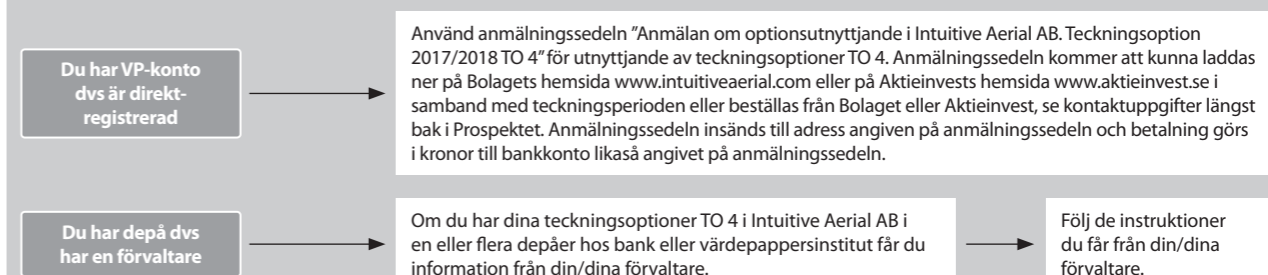 Du har VP-konto
dvs är direkt-
registrerad
Använd anmälningssedeln ”Anmälan om optionsutnyttjande i Intuitive Aerial AB. Teckningsoption
2017/2018 TO 4” för utnyttjande av teckningsoptioner TO 4. Anmälningssedeln kommer att kunna laddas
ner på Bolagets hemsida www.intuitiveaerial.com eller på Aktieinvests hemsida www.aktieinvest.se i
samband med teckningsperioden eller beställas från Bolaget eller Aktieinvest, se kontaktuppgifter längst
bak i Prospektet. Anmälningssedeln insänds till adress angiven på anmälningssedeln och betalning görs
i kronor till bankkonto likaså angivet på anmälningssedeln.
Du har depå dvs
har en förvaltare
Om du har dina teckningsoptioner TO 4 i Intuitive Aerial AB i
en eller flera depåer hos bank eller värdepappersinstitut får du
information från din/dina förvaltare.
Följ de instruktioner
du får från din/dina
förvaltare.